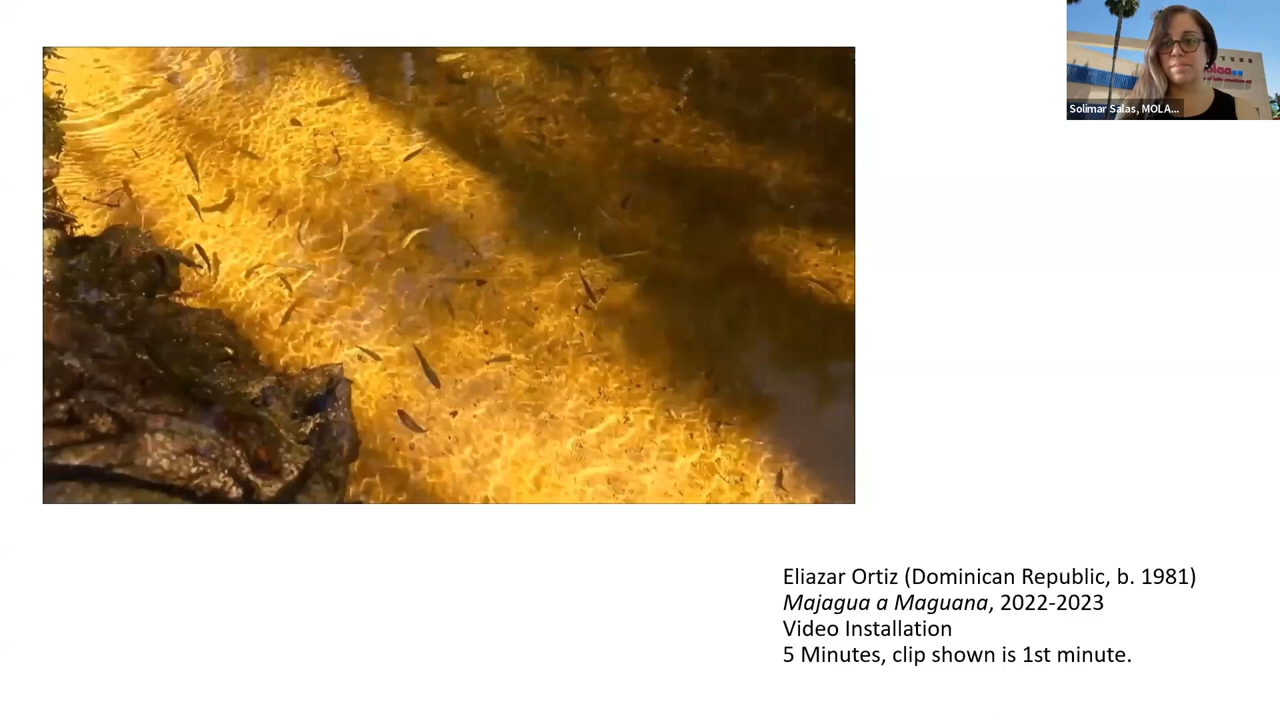 Solimar Salas, MOLA...
Eliazar Ortiz (Dominican Republic, b. 1981)
Majagua a Maguana, 2022-2023
Video Installation
5 Minutes, clip shown is 1st minute.